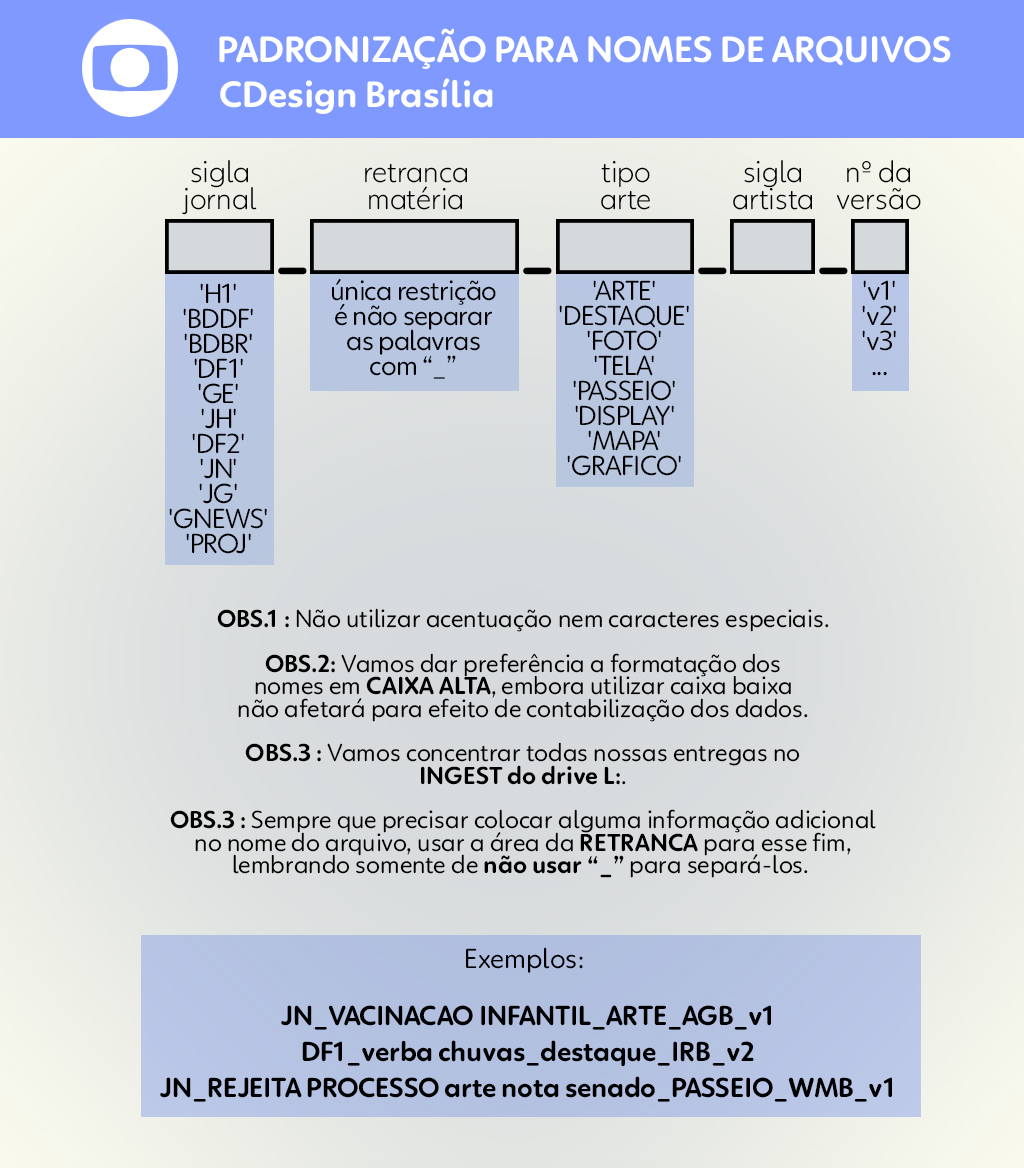 PADRONIZAÇÃO PARA NOMES DE ARQUIVOS
CDesign Brasília
sigla
jornal
retranca
matéria
tipo
arte
sigla
artista
nº da
versão
_ _ _ _
'H1'
'BDDF'
'BDBR'
'DF1'
'GE'
'JH'
'DF2'
'JN'
'JG'
'GNEWS'
'PROJ'
única restrição
é não separar
as palavras
com “_”
'ARTE'
'DESTAQUE'
'FOTO'
'TELA'
'PASSEIO'
'DISPLAY'
'MAPA'
'GRAFICO'
'v1'
'v2'
'v3'
...
OBS.1 : Não utilizar acentuação nem caracteres especiais.
OBS.2: Vamos dar preferência a formatação dos
nomes em CAIXA ALTA, embora utilizar caixa baixa
não afetará para efeito de contabilização dos dados.
OBS.3 : Vamos concentrar todas nossas entregas no
INGEST do drive L:.
OBS.3 : Sempre que precisar colocar alguma informação adicional
no nome do arquivo, usar a área da RETRANCA para esse fim,
lembrando somente de não usar “_” para separá-los.
Exemplos:
JN_VACINACAO INFANTIL_ARTE_AGB_v1
DF1_verba chuvas_destaque_IRB_v2
JN_REJEITA PROCESSO arte nota senado_PASSEIO_WMB_v1